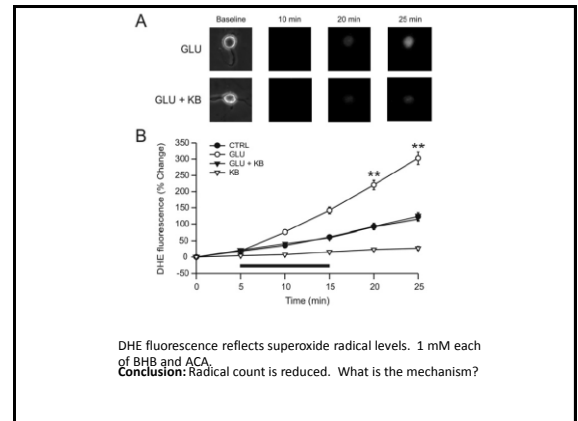 A
Baseline 10 min 20 min 25 min
GLU
GLU + KB
B
DHE fluorescence (% Change)
350
300
250
200
150
100
50
0
-50
CTRL
GLU
GLU + KB
KB
**
**
0 5 10 15 20 25
Time (min)
DHE fluorescence reflects superoxide radical levels. 1 mM each
of BHB and ACA.
Conclusion: Radical count is reduced. What is the mechanism?